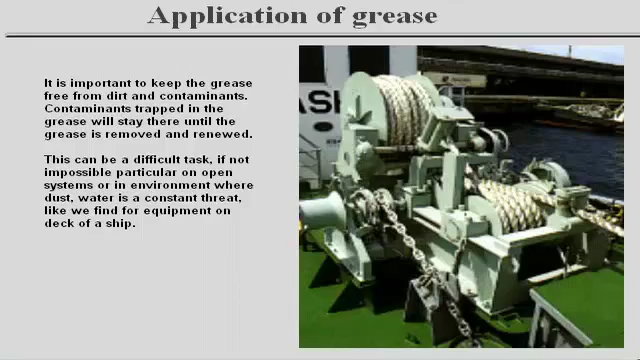 Application of grease
It is important to keep the grease
free from dirt and contaminants.
Contaminants trapped in the
grease will stay there until the
grease is removed and renewed.
This can be a difficult task, if not
impossible particular on open
systems or in environment where
dust, water is a constant threat,
like we find for equipment on
deck of a ship.
ASH